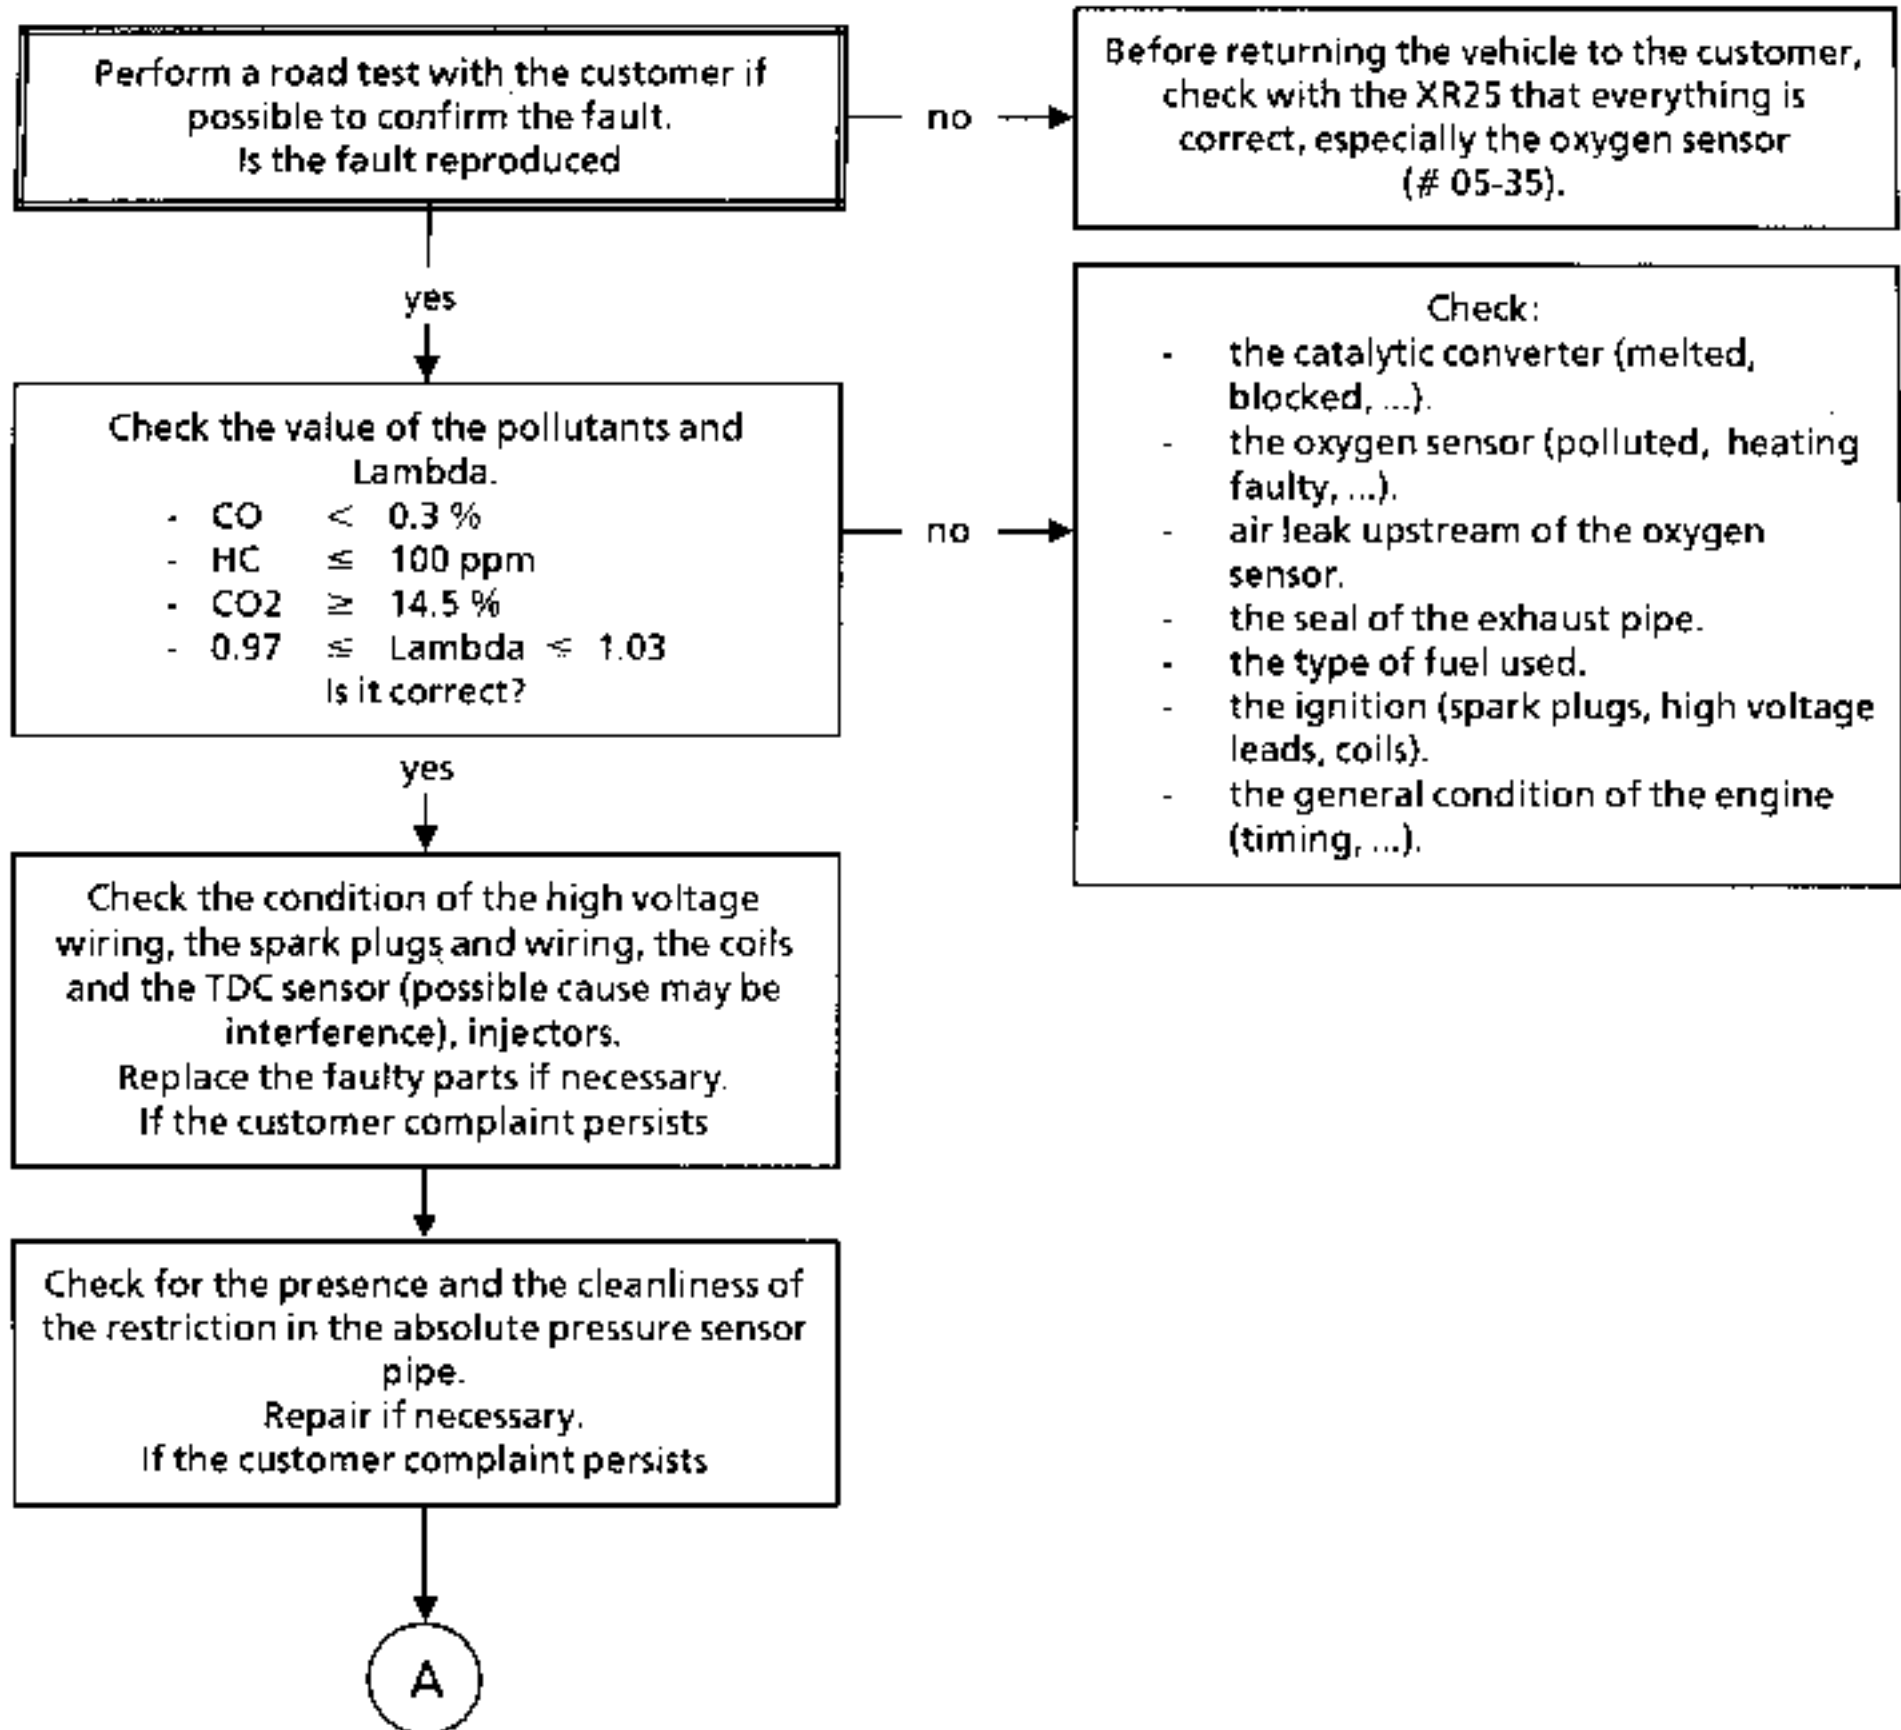 Perform a road test with the customer if
possible to confirm the fault.
Is the fault reproduced
no
Before returning the vehicle to the customer,
check with the XR25 that everything is
correct, especially the oxygen sensor
(# 05-35).
yes
Check the value of the pollutants and
Lambda.
- CO < 0.3 %
- HC ≤ 100 ppm
- CO2 ≥ 14.5 %
- 0.97 ≤ Lambda ≤ 1.03
Is it correct?
no
Check:
- the catalytic converter (melted,
blocked, ...).
- the oxygen sensor (polluted, heating
faulty, ...).
- air leak upstream of the oxygen
sensor.
- the seal of the exhaust pipe.
- the type of fuel used.
- the ignition (spark plugs, high voltage
leads, coils).
- the general condition of the engine
(timing, ...).
yes
Check the condition of the high voltage
wiring, the spark plugs and wiring, the coils
and the TDC sensor (possible cause may be
interference), injectors.
Replace the faulty parts if necessary.
If the customer complaint persists
Check for the presence and the cleanliness of
the restriction in the absolute pressure sensor
pipe.
Repair if necessary.
If the customer complaint persists
A